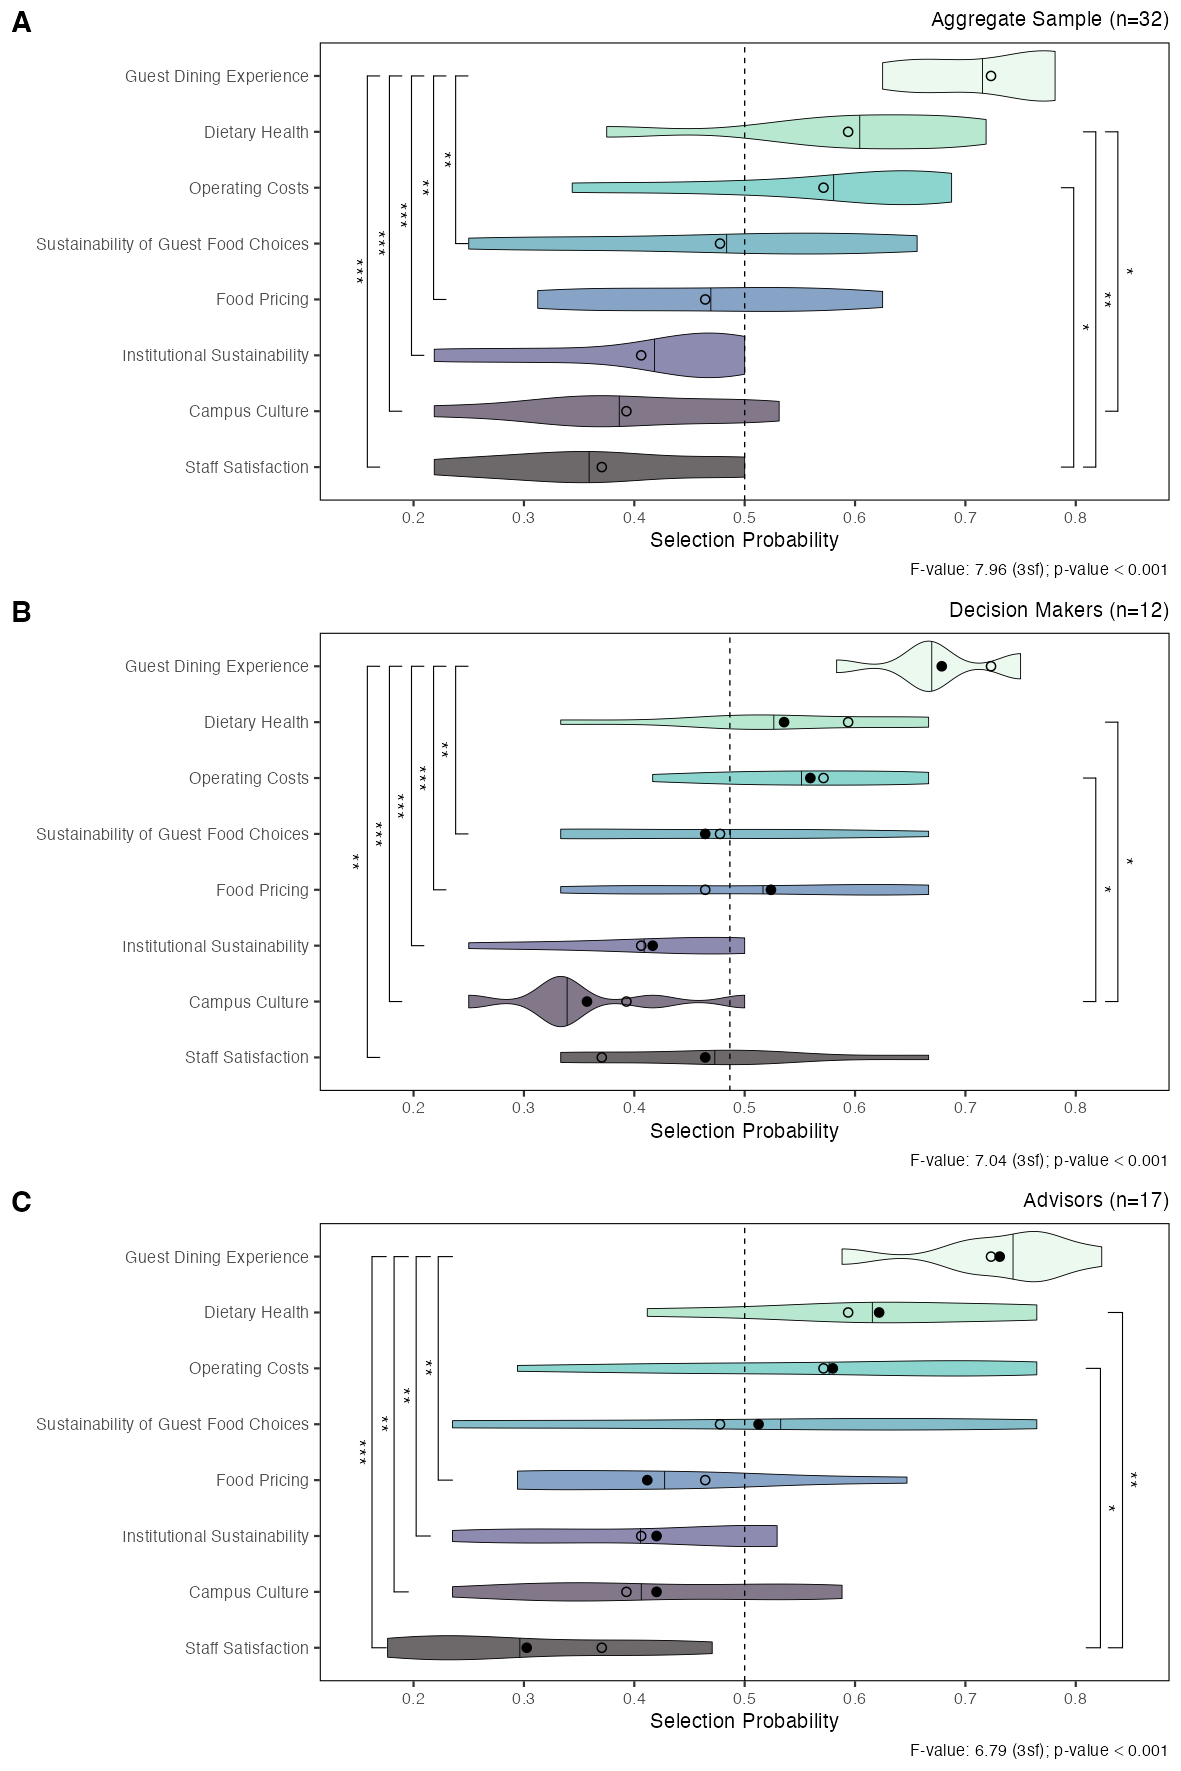 A
Aggregate Sample (n=32)
Guest Dining Experience
Dietary Health
Operating Costs
Sustainability of Guest Food Choices
Food Pricing
Institutional Sustainability
Campus Culture
Staff Satisfaction
***
***
***
**
**
*
**
*
0.2 0.3 0.4 0.5 0.6 0.7 0.8
Selection Probability
F-value: 7.96 (3sf); p-value < 0.001
B
Decision Makers (n=12)
Guest Dining Experience
Dietary Health
Operating Costs
Sustainability of Guest Food Choices
Food Pricing
Institutional Sustainability
Campus Culture
Staff Satisfaction
**
***
***
***
**
*
*
0.2 0.3 0.4 0.5 0.6 0.7 0.8
Selection Probability
F-value: 7.04 (3sf); p-value < 0.001
C
Advisors (n=17)
Guest Dining Experience
Dietary Health
Operating Costs
Sustainability of Guest Food Choices
Food Pricing
Institutional Sustainability
Campus Culture
Staff Satisfaction
***
**
**
**
*
**
0.2 0.3 0.4 0.5 0.6 0.7 0.8
Selection Probability
F-value: 6.79 (3sf); p-value < 0.001